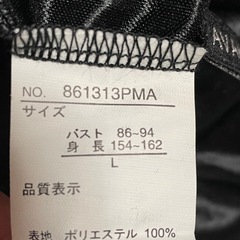 NO. 861313PMA
サイズ
バスト 86~94
身長 154~162
L
品質表示
表地 ポリエステル 100%